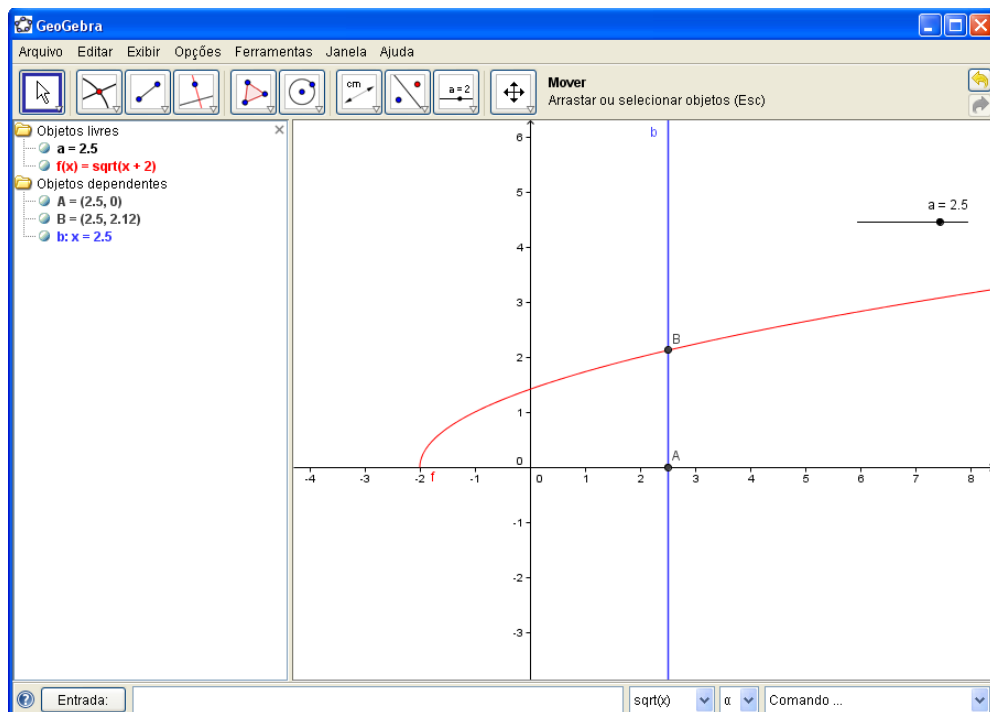 GeoGebra
Arquivo Editar Exibir Opções Ferramentas Janela Ajuda
cm
a = 2
Mover
Arrastar ou selecionar objetos (Esc)
Objetos livres
a = 2.5
f(x) = sqrt(x + 2)
Objetos dependentes
A = (2.5, 0)
B = (2.5, 2.12)
b: x = 2.5
b
6
5
a = 2.5
4
3
B
2
1
A
0
-4 -3 -2 f -1 0 1 2 3 4 5 6 7 8
-1
-2
-3
Entrada: sqrt(x) α Comando ...